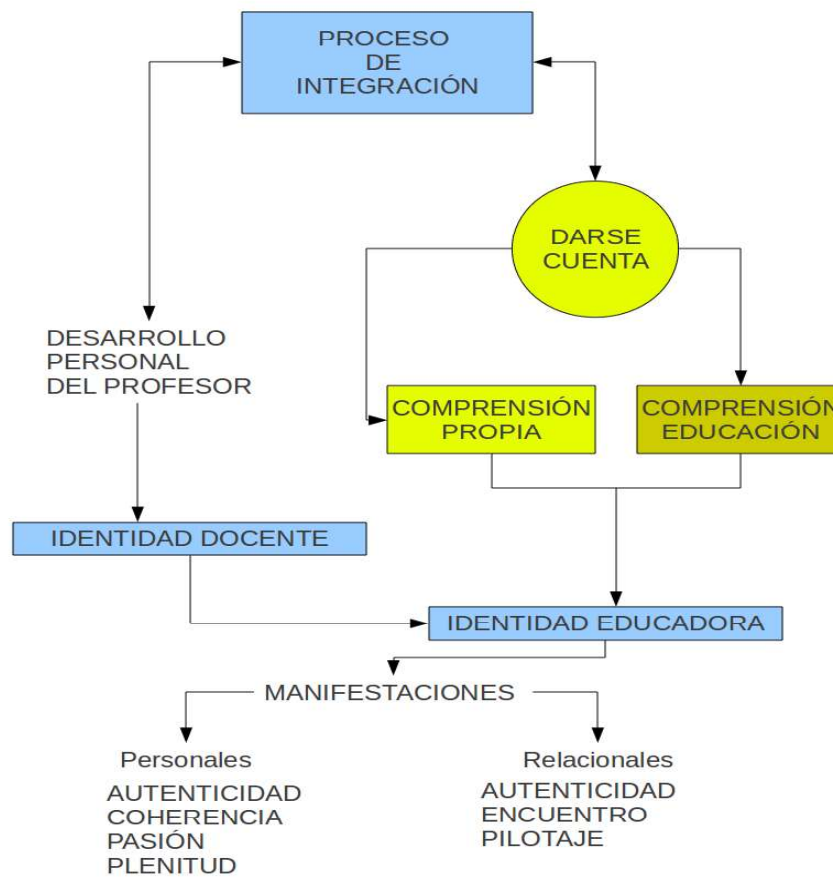 PROCESO
DE
INTEGRACIÓN
DARSE
CUENTA
DESARROLLO
PERSONAL
DEL PROFESOR
COMPRENSIÓN
PROPIA
COMPRENSIÓN
EDUCACIÓN
IDENTIDAD DOCENTE
IDENTIDAD EDUCADORA
MANIFESTACIONES
Personales
AUTENTICIDAD
COHERENCIA
PASIÓN
PLENITUD
Relacionales
AUTENTICIDAD
ENCUENTRO
PILOTAJE